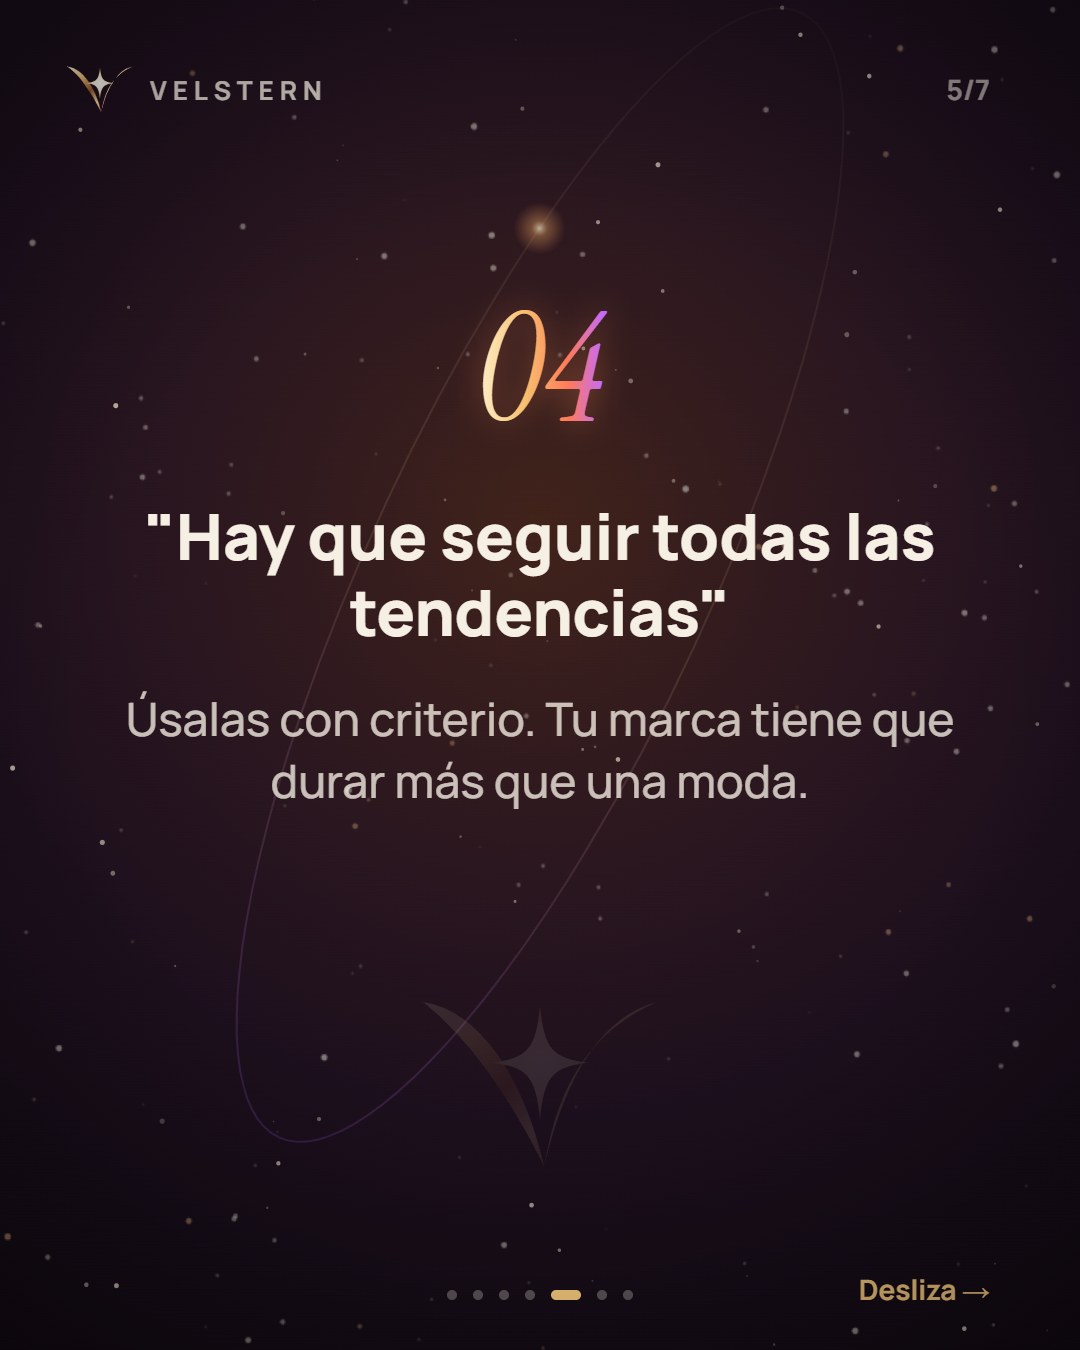 VELSTERN
5/7
04
"Hay que seguir todas las
tendencias"
Úsalas con criterio. Tu marca tiene que
durar más que una moda.
Desliza→